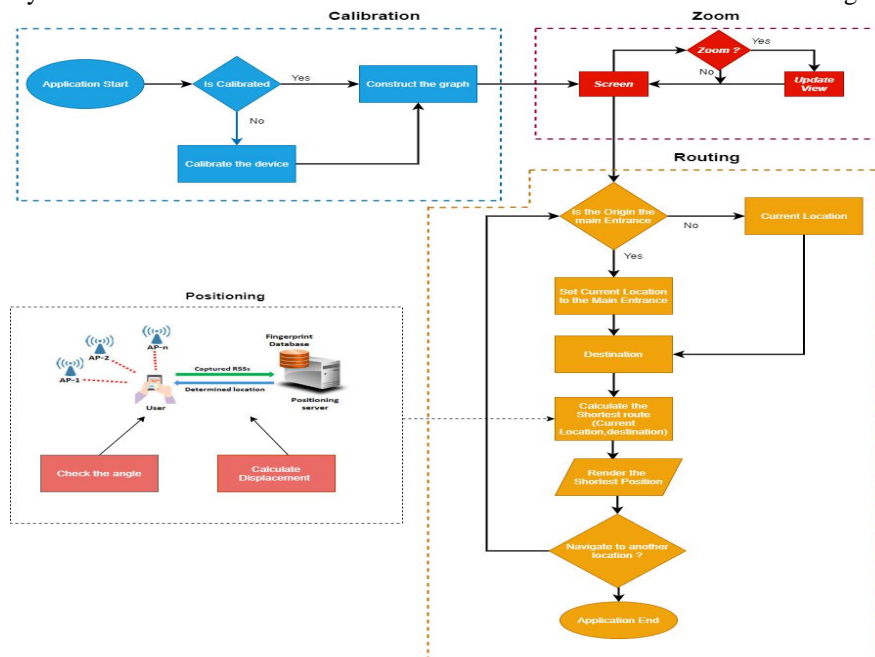 Calibration
Application Start
Is Calibrated
Yes
Construct the graph
No
Calibrate the device
Zoom
Zoom ?
Yes
No
Screen
Update
View
Routing
Is the Origin the
main Entrance
No
Current Location
Yes
Set Current Location
to the Main Entrance
Destination
Calculate the
Shortest route
(Current
Location,destination)
Render the
Shortest Position
Navigate to another
location ?
Application End
Positioning
AP-1
AP-2
AP-n
User
Captured RSSs
Determined location
Fingerprint
Database
Positioning
server
Check the angle
Calculate
Displacement